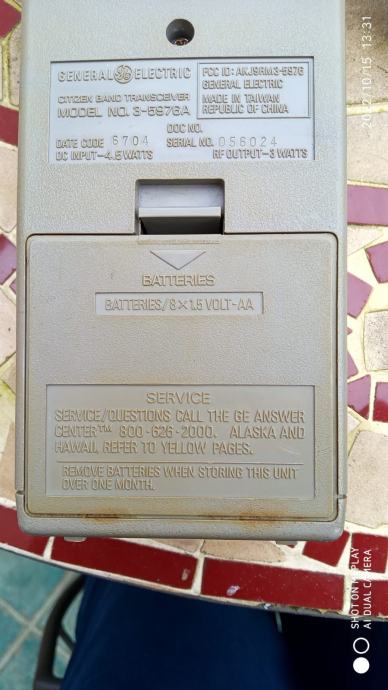 GENERAL GE ELECTRIC
CITIZEN BAND TRANSCEIVER
MODEL NO. 3-5976A
FCC ID: AKJ9RM3-5976
GENERAL ELECTRIC
MADE IN TAIWAN
REPUBLIC OF CHINA
DOC NO.
DATE CODE 6704 SERIAL NO. 056024
DC INPUT-4.5WATTS RF OUTPUT-3 WATTS
BATTERIES
BATTERIES/8×1.5 VOLT-AA
SERVICE
SERVICE/QUESTIONS CALL THE GE ANSWER
CENTER™ 800-626-2000. ALASKA AND
HAWAII, REFER TO YELLOW PAGES.
REMOVE BATTERIES WHEN STORING THIS UNIT
OVER ONE MONTH.
10/15 13:31
SHOT ON PLAY
AI DUAL CAMERA